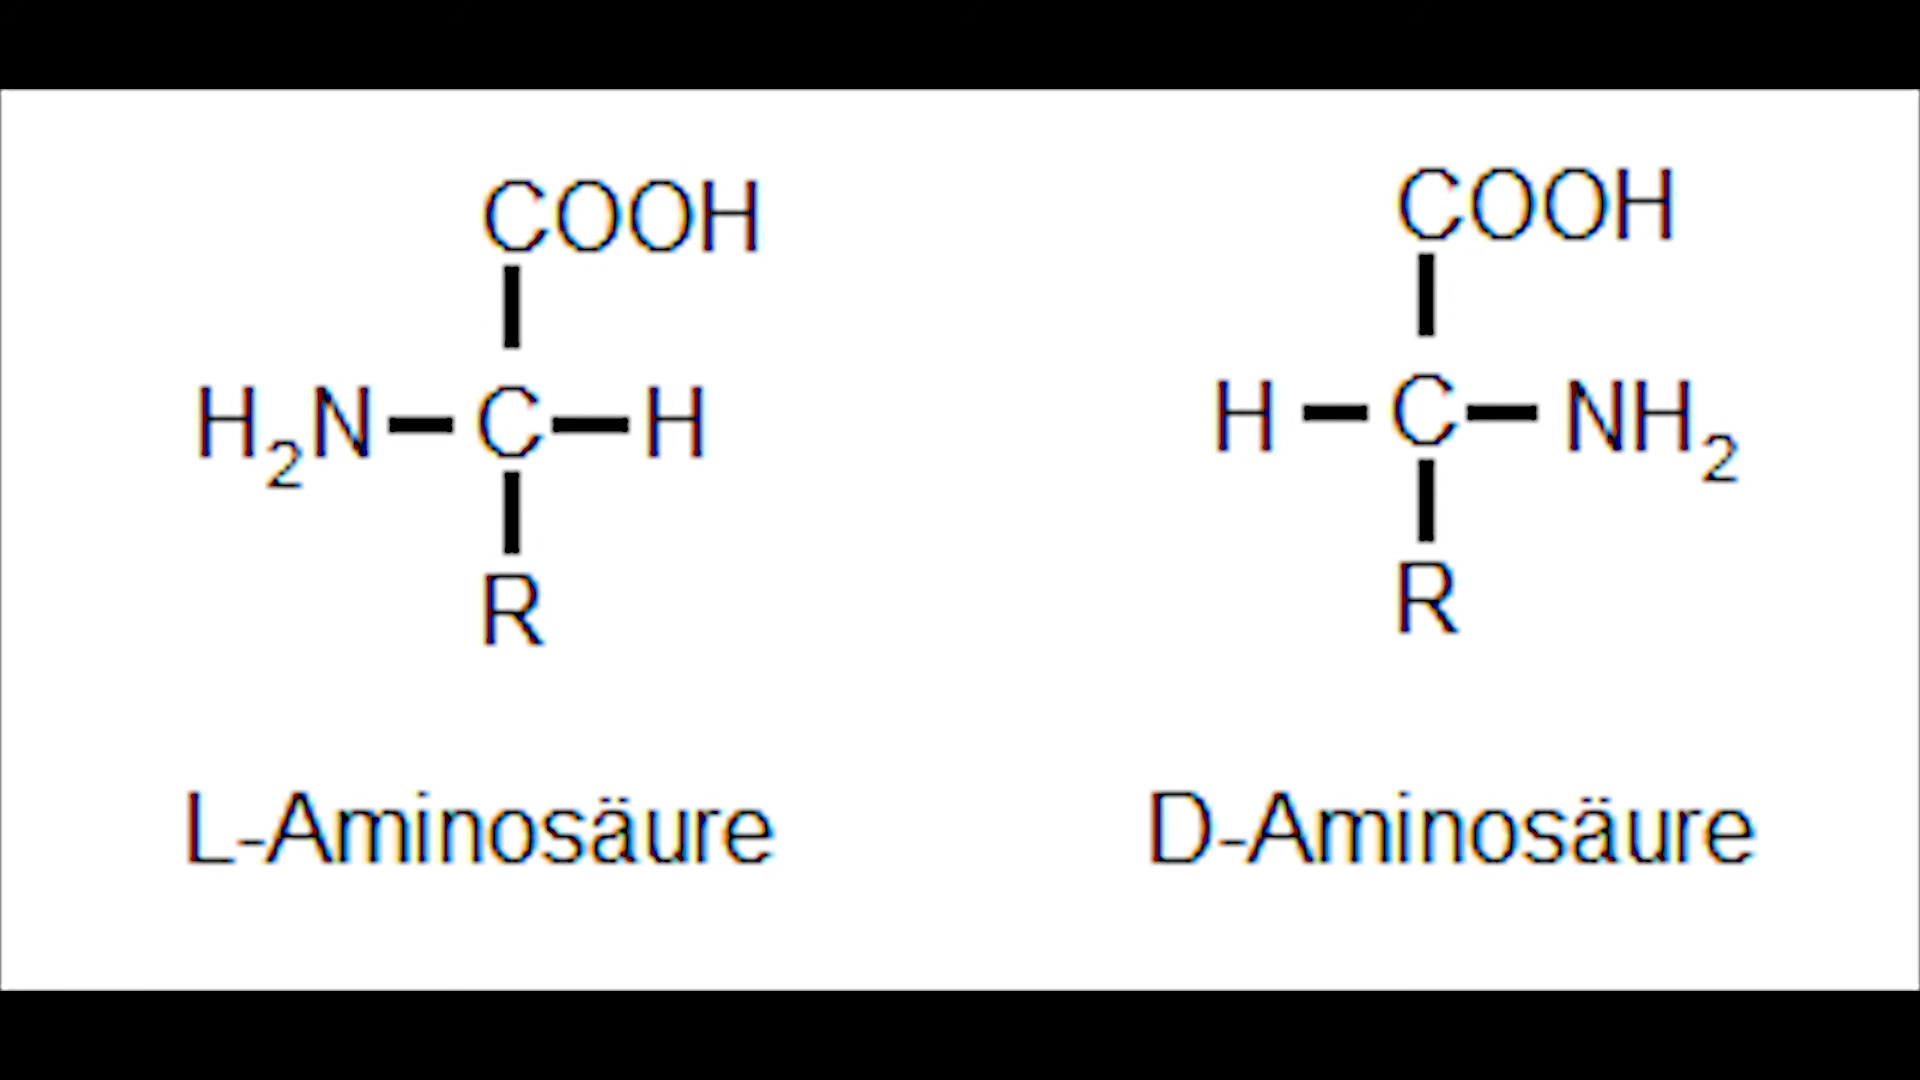 COOH
H₂N–C–H
R
L-Aminosäure
COOH
H–C–NH₂
R
D-Aminosäure